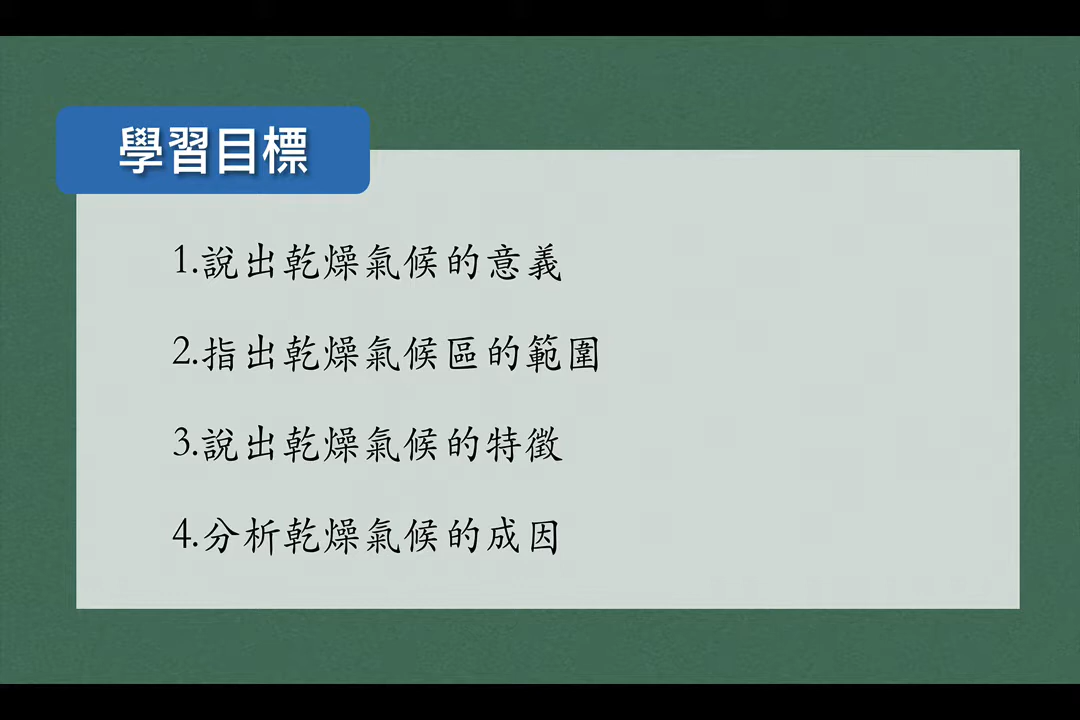 學習目標
1.說出乾燥氣候的意義
2.指出乾燥氣候區的範圍
3.說出乾燥氣候的特徵
4.分析乾燥氣候的成因